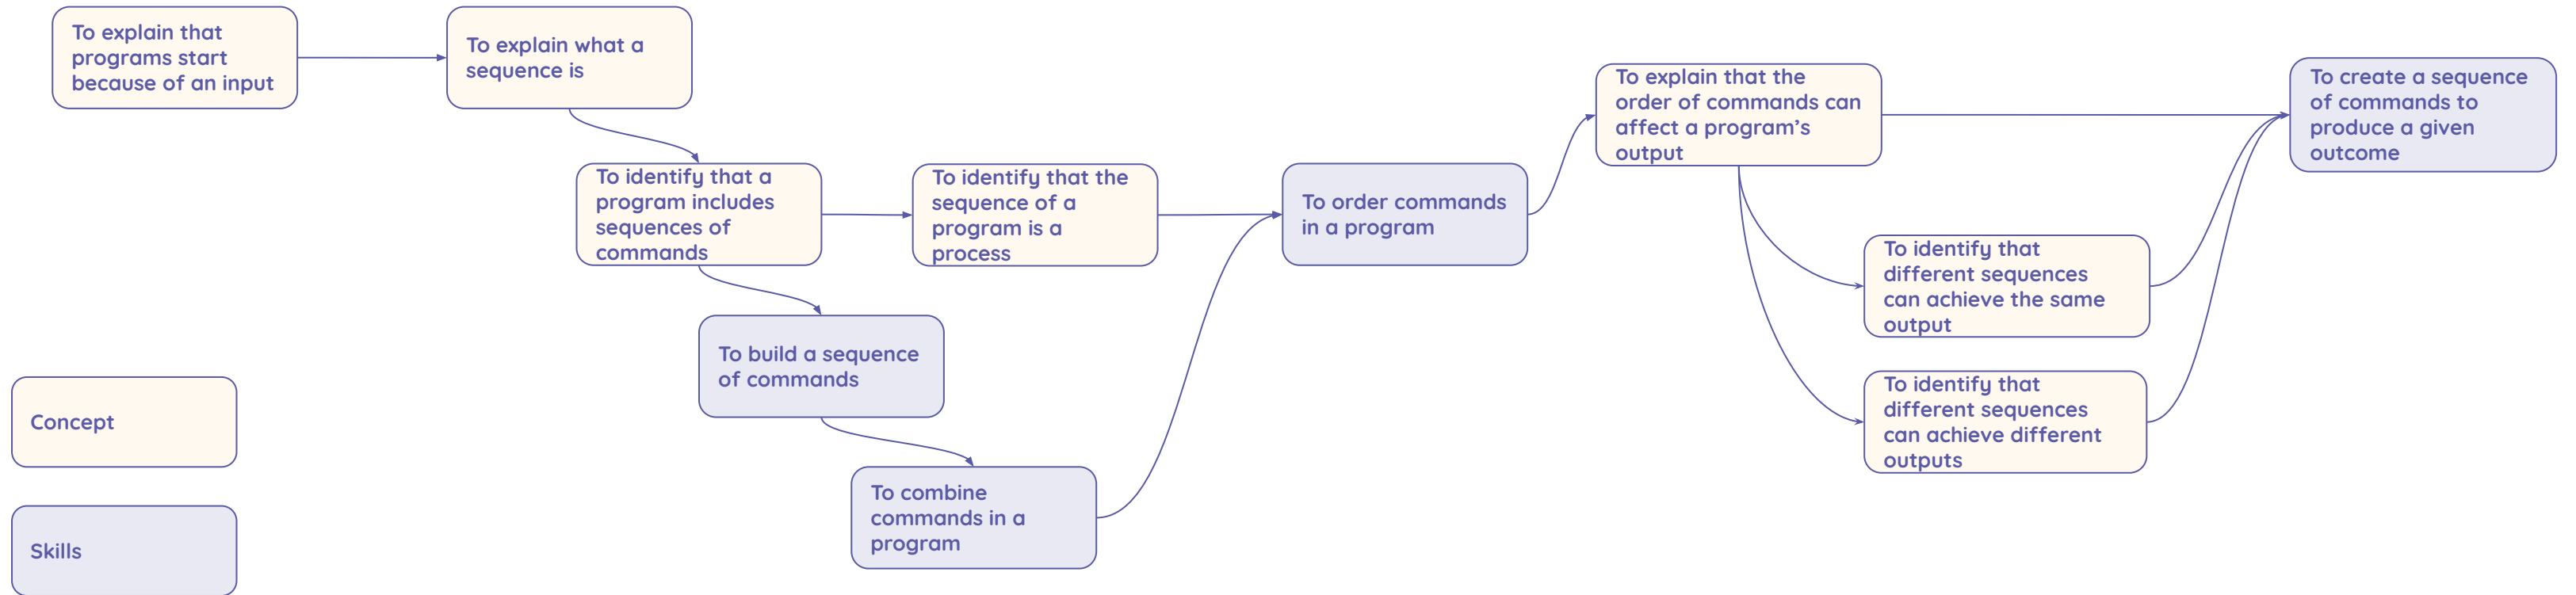 To explain that
programs start
because of an input
To explain what a
sequence is
To identify that a
program includes
sequences of
commands
To identify that the
sequence of a
program is a
process
To build a sequence
of commands
To combine
commands in a
program
To order commands
in a program
To explain that the
order of commands can
affect a program’s
output
To identify that
different sequences
can achieve the same
output
To identify that
different sequences
can achieve different
outputs
To create a sequence
of commands to
produce a given
outcome
Concept
Skills